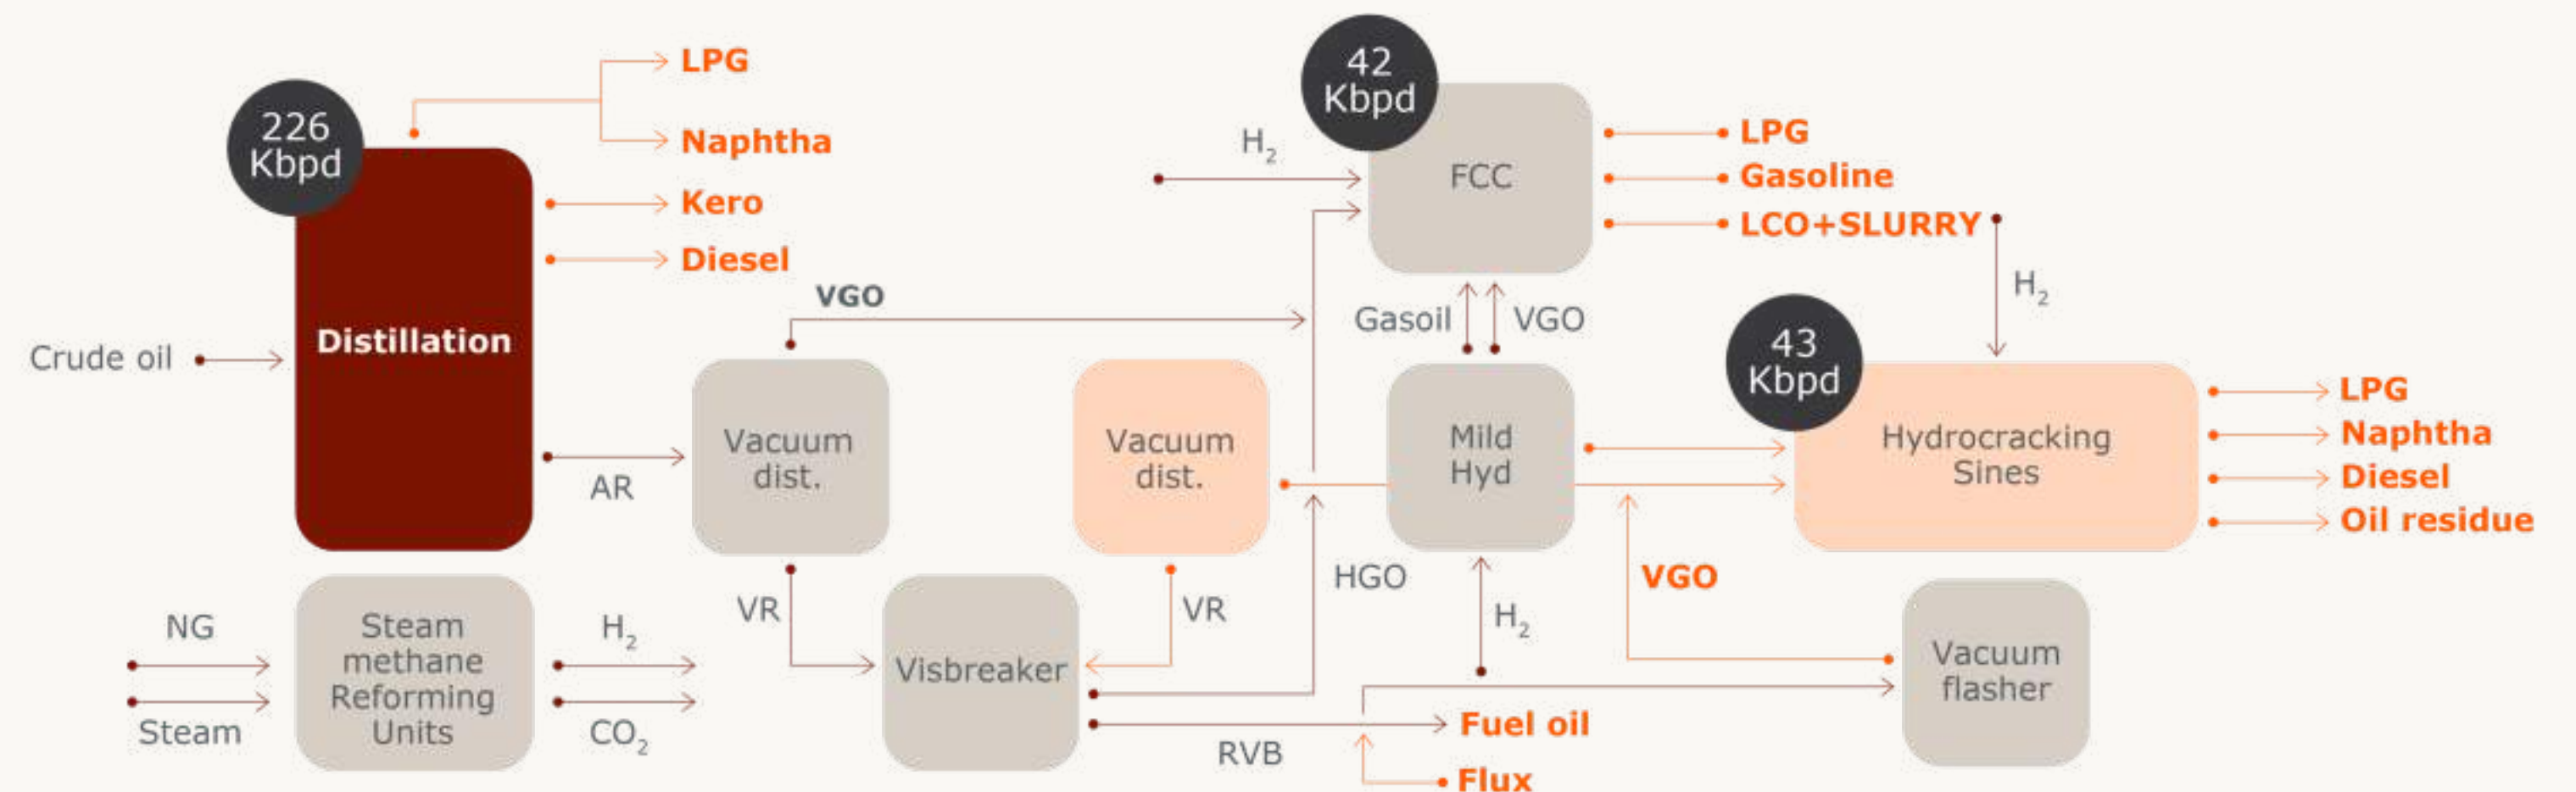 226
Kbpd
LPG
Naphtha
Kero
Diesel
Crude oil
Distillation
AR
NG
Steam
Steam
methane
Reforming
Units
H₂
CO₂
VGO
Vacuum
dist.
VR
Visbreaker
Vacuum
dist.
VR
HGO
RVB
Fuel oil
Flux
H₂
42
Kbpd
FCC
LPG
Gasoline
LCO+SLURRY
Gasoil
VGO
Mild
Hyd
H₂
H₂
43
Kbpd
Hydrocracking
Sines
LPG
Naphtha
Diesel
Oil residue
VGO
Vacuum
flasher